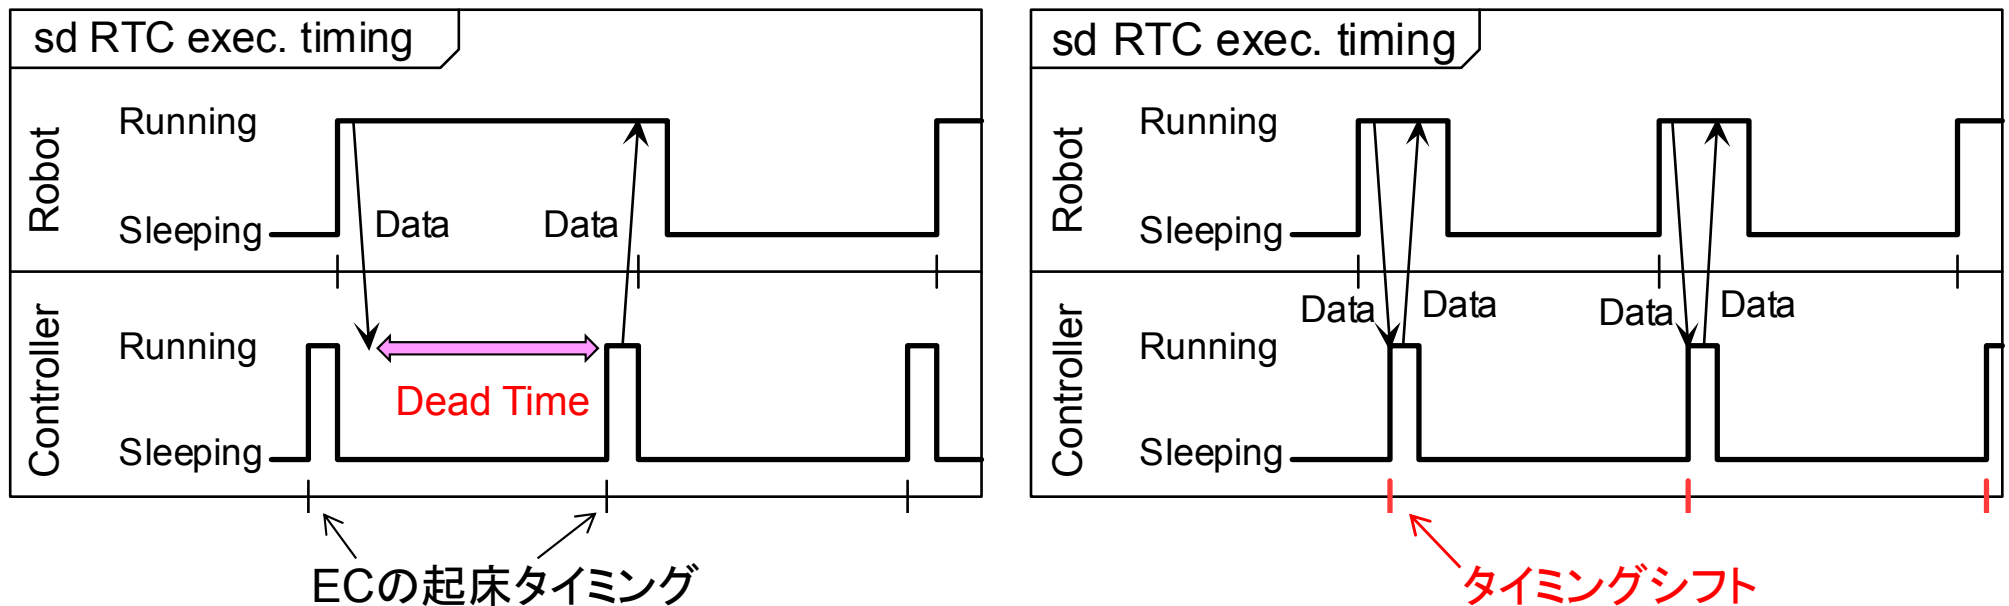 sd RTC exec. timing
Robot
Running
Sleeping
Data
Data
Controller
Running
Sleeping
Dead Time
ECの起床タイミング
sd RTC exec. timing
Robot
Running
Sleeping
Data
Data
Data
Data
Controller
Running
Sleeping
タイミングシフト